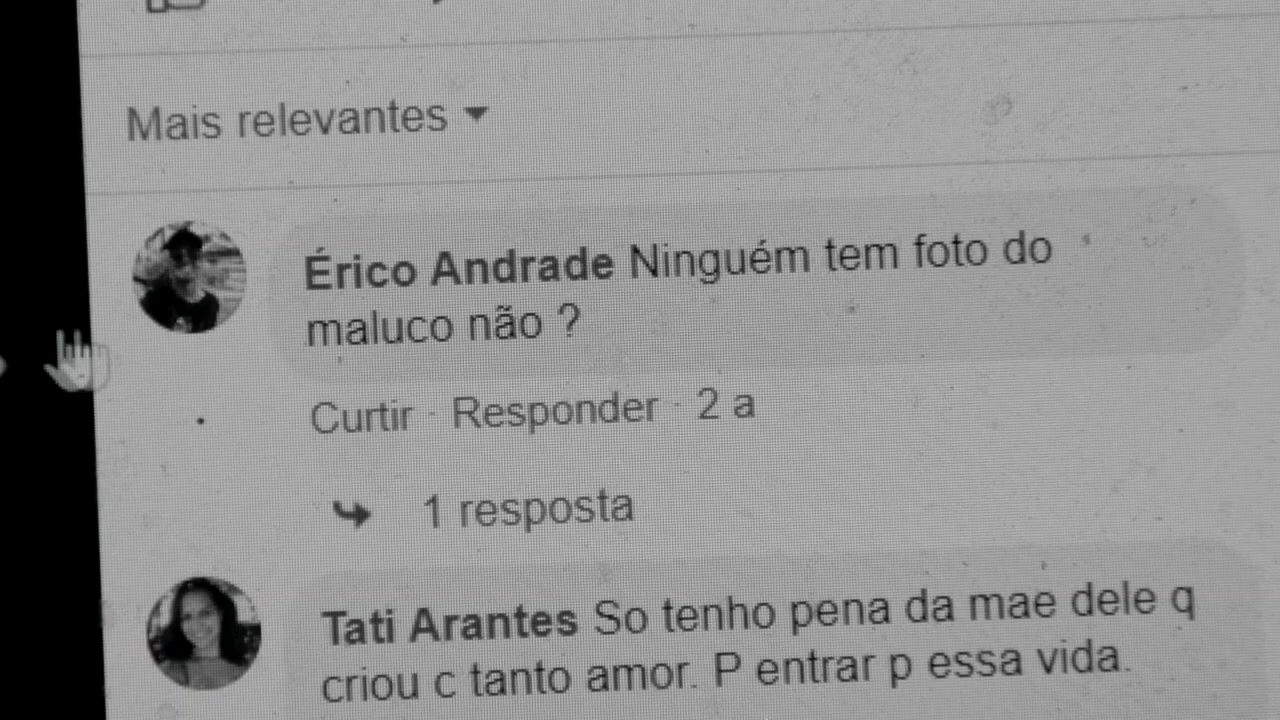 Mais relevantes
Érico Andrade Ninguém tem foto do
maluco não ?
Curtir · Responder · 2 a
1 resposta
Tati Arantes So tenho pena da mae dele q
criou c tanto amor. P entrar p essa vida.